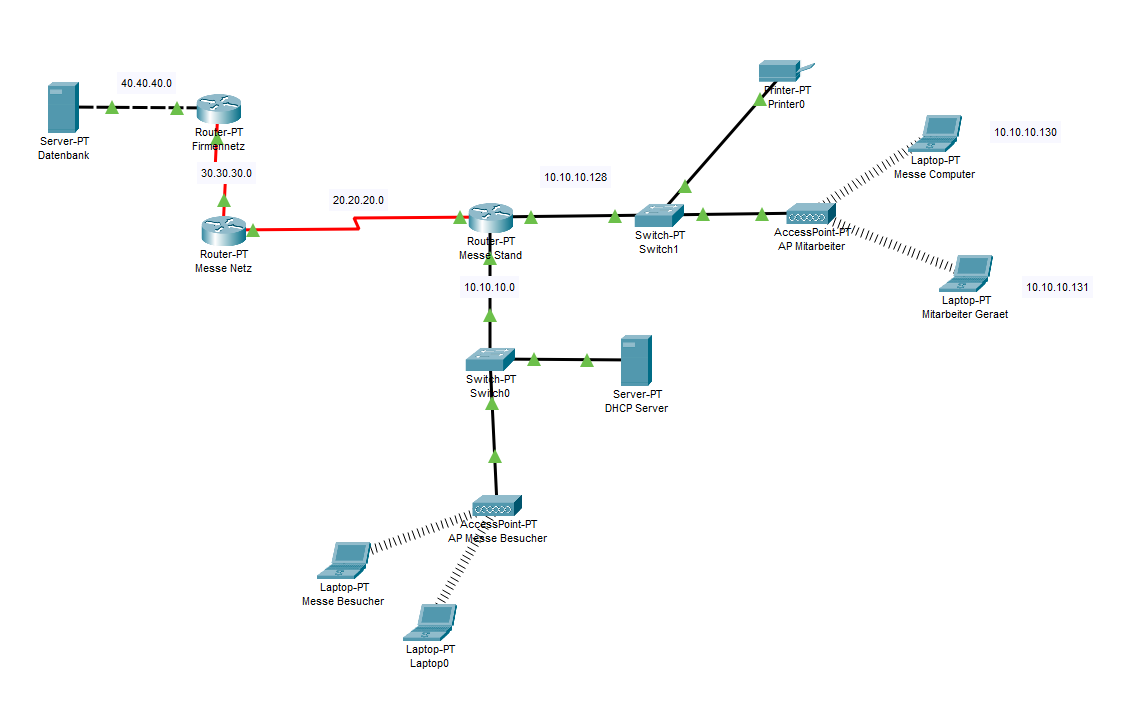 40.40.40.0
Server-PT
Datenbank
Router-PT
Firmennetz
30.30.30.0
Router-PT
Messe Netz
20.20.20.0
Router-PT
Messe Stand
10.10.10.128
Printer-PT
Printer0
Switch-PT
Switch1
AccessPoint-PT
AP Mitarbeiter
Laptop-PT
Messe Computer
10.10.10.130
Laptop-PT
Mitarbeiter Geraet
10.10.10.131
10.10.10.0
Switch-PT
Switch0
Server-PT
DHCP Server
AccessPoint-PT
AP Messe Besucher
Laptop-PT
Messe Besucher
Laptop-PT
Laptop0